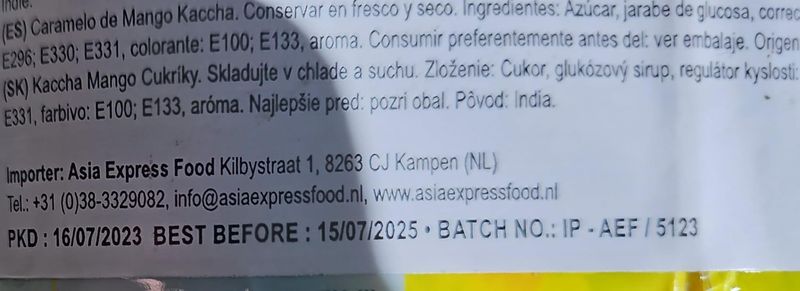 Indie.
(ES) Caramelo de Mango Kaccha. Conservar en fresco y seco. Ingredientes: Azúcar, jarabe de glucosa, correc
E296; E330; E331, colorante: E100; E133, aroma. Consumir preferentemente antes del: ver embalaje. Origen
(SK) Kaccha Mango Cukríky. Skladujte v chlade a suchu. Zloženie: Cukor, glukózový sirup, regulátor kyslosti:
E331, farbivo: E100; E133, aróma. Najlepšie pred: pozri obal. Pôvod: India.
Importer: Asia Express Food Kilbystraat 1, 8263 CJ Kampen (NL)
Tel.: +31 (0)38-3329082, info@asiaexpressfood.nl, www.asiaexpressfood.nl
PKD : 16/07/2023 BEST BEFORE : 15/07/2025 • BATCH NO.: IP - AEF / 5123